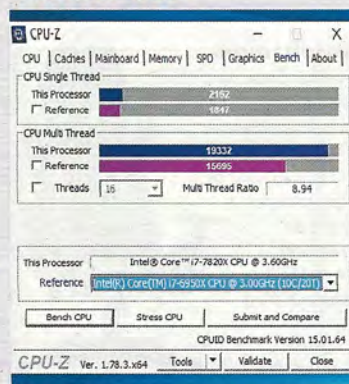 CPU-Z
CPU Caches Mainboard Memory SPD Graphics Bench About
CPU Single Thread
This Processor 2162
Reference 1847
CPU Multi Thread
This Processor 19332
Reference 15695
Threads 16 Multi Thread Ratio 8.94
This Processor Intel® Core™ i7-7820X CPU @ 3.60GHz
Reference Intel(R) Core(TM) i7-6950X CPU @ 3.00GHz (10C/20T)
Bench CPU Stress CPU Submit and Compare
CPUID Benchmark Version 15.01.64
CPU-Z Ver. 1.78.3.x64 Tools Validate Close